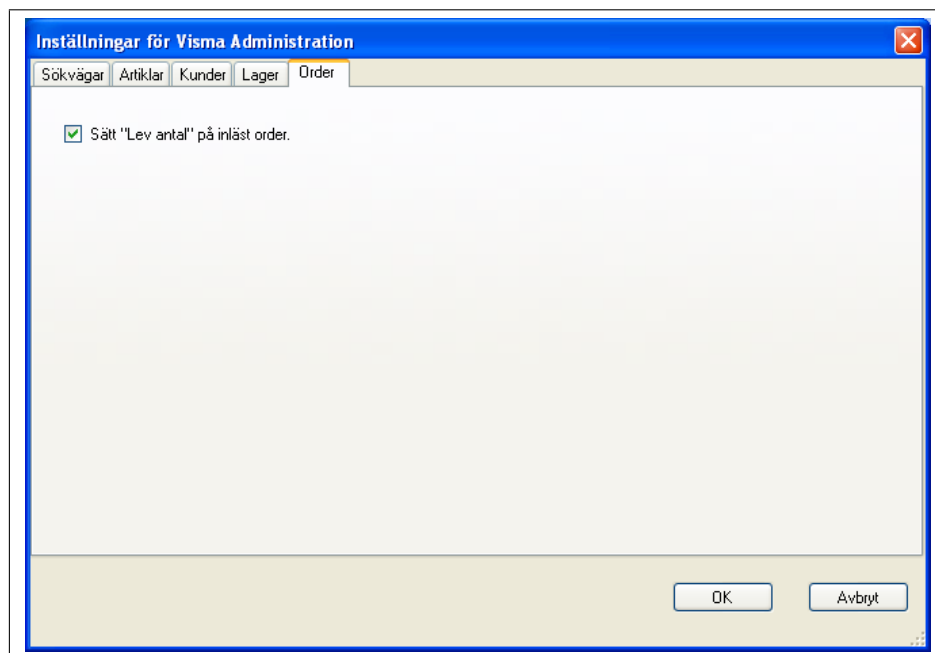 Inställningar för Visma Administration
Sökvägar Artiklar Kunder Lager Order
Sätt "Lev antal" på inläst order.
OK Avbryt